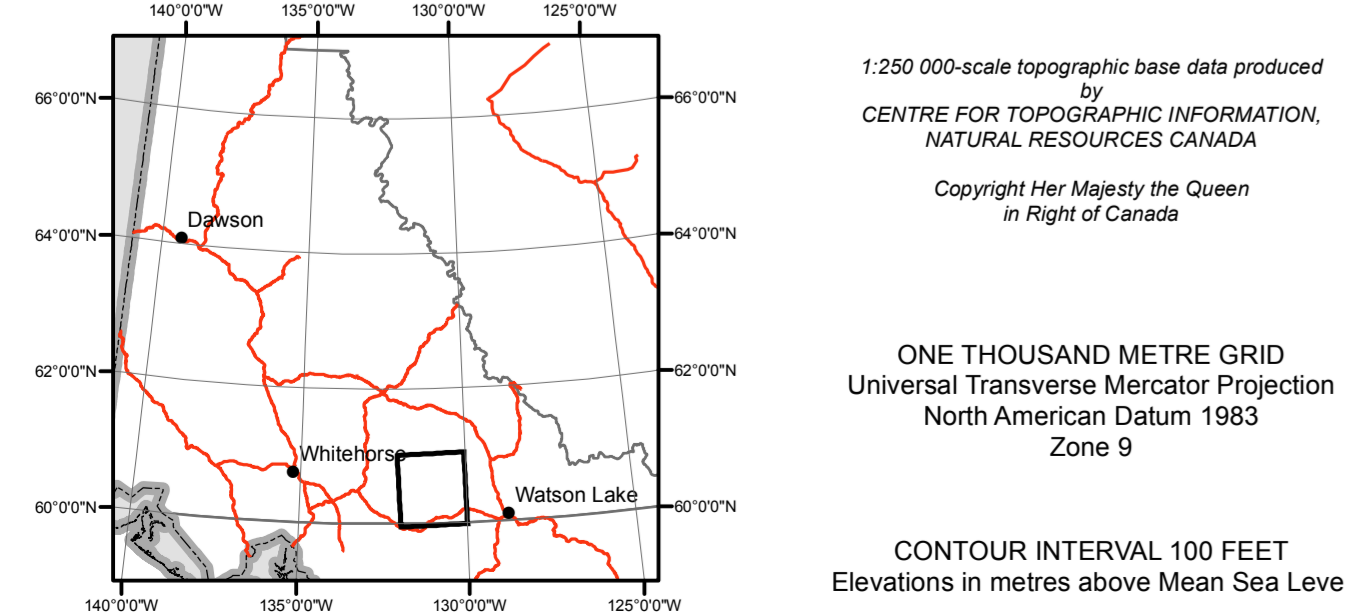 140°0'0"W 135°0'0"W 130°0'0"W 125°0'0"W
66°0'0"N 66°0'0"N
Dawson
64°0'0"N 64°0'0"N
62°0'0"N 62°0'0"N
Whitehorse
Watson Lake
60°0'0"N 60°0'0"N
140°0'0"W 135°0'0"W 130°0'0"W 125°0'0"W
1:250 000-scale topographic base data produced
by
CENTRE FOR TOPOGRAPHIC INFORMATION,
NATURAL RESOURCES CANADA
Copyright Her Majesty the Queen
in Right of Canada
ONE THOUSAND METRE GRID
Universal Transverse Mercator Projection
North American Datum 1983
Zone 9
CONTOUR INTERVAL 100 FEET
Elevations in metres above Mean Sea Leve